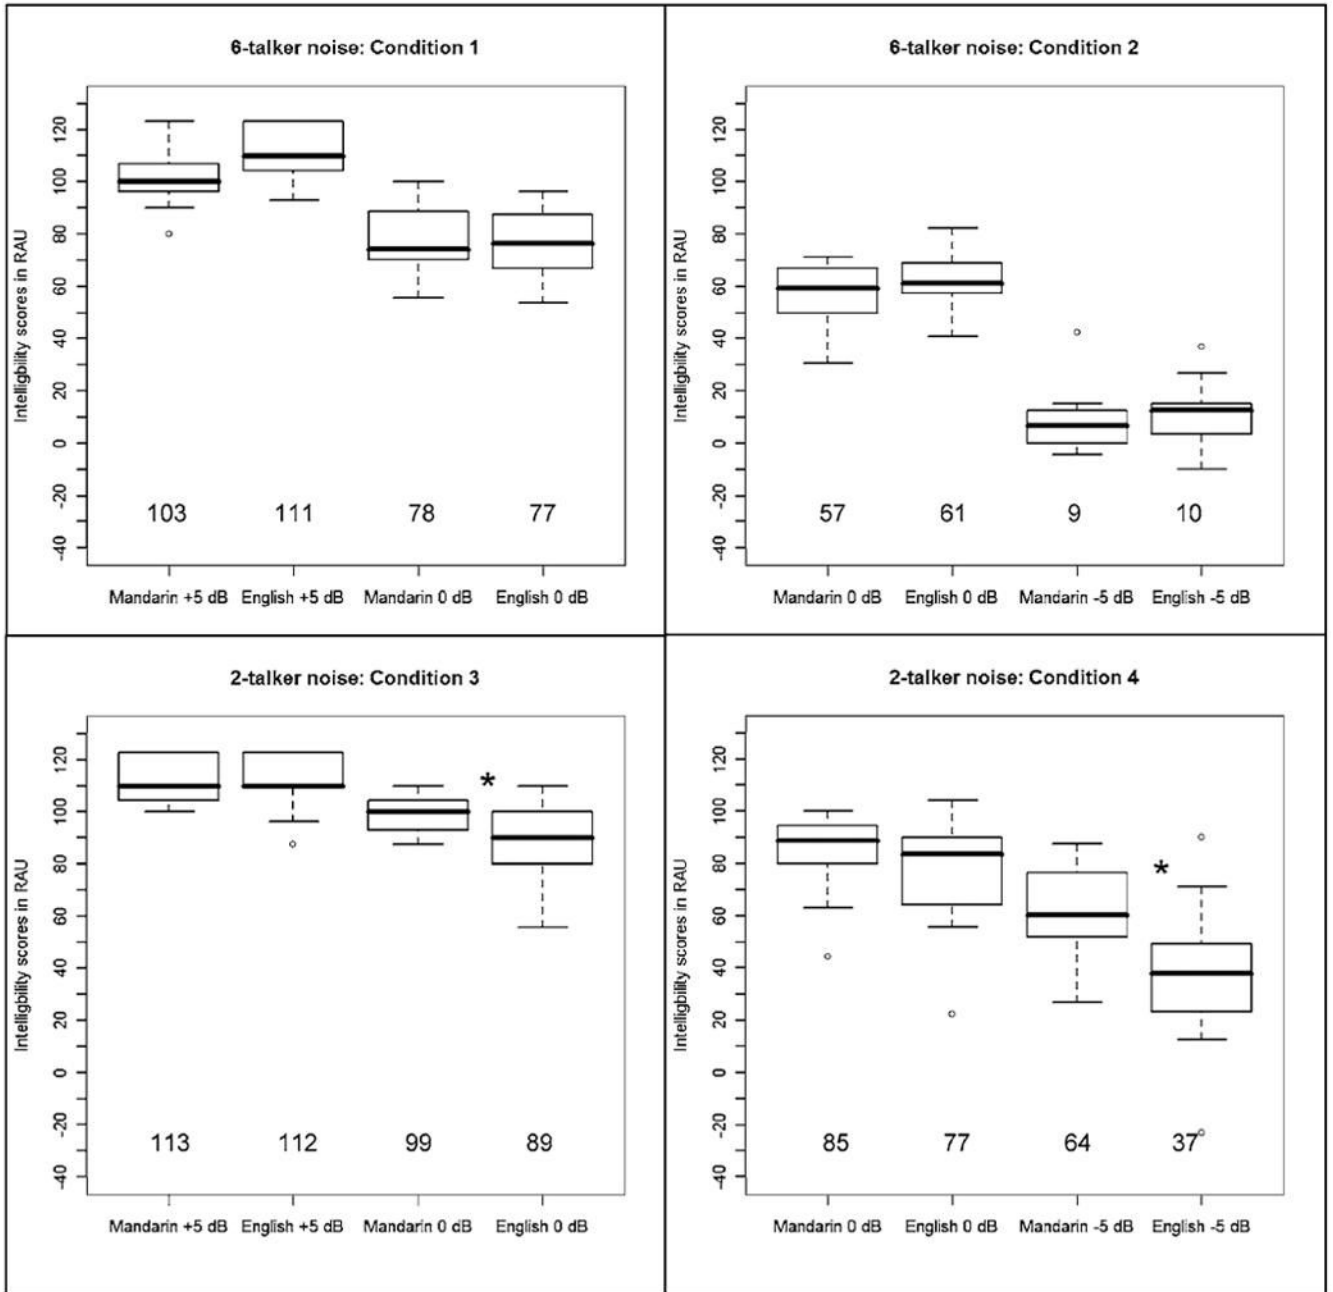 6-talker noise: Condition 1
Intelligbility scores in RAU
120
100
80
60
40
20
0
-20
-40
103 111 78 77
Mandarin +5 dB English +5 dB Mandarin 0 dB English 0 dB
6-talker noise: Condition 2
Intelligbility scores in RAU
120
100
80
60
40
20
0
-20
-40
57 61 9 10
Mandarin 0 dB English 0 dB Mandarin -5 dB English -5 dB
2-talker noise: Condition 3
Intelligbility scores in RAU
120
100
80
60
40
20
0
-20
-40
*
113 112 99 89
Mandarin +5 dB English +5 dB Mandarin 0 dB English 0 dB
2-talker noise: Condition 4
Intelligbility scores in RAU
120
100
80
60
40
20
0
-20
-40
*
85 77 64 37
Mandarin 0 dB English 0 dB Mandarin -5 dB English -5 dB